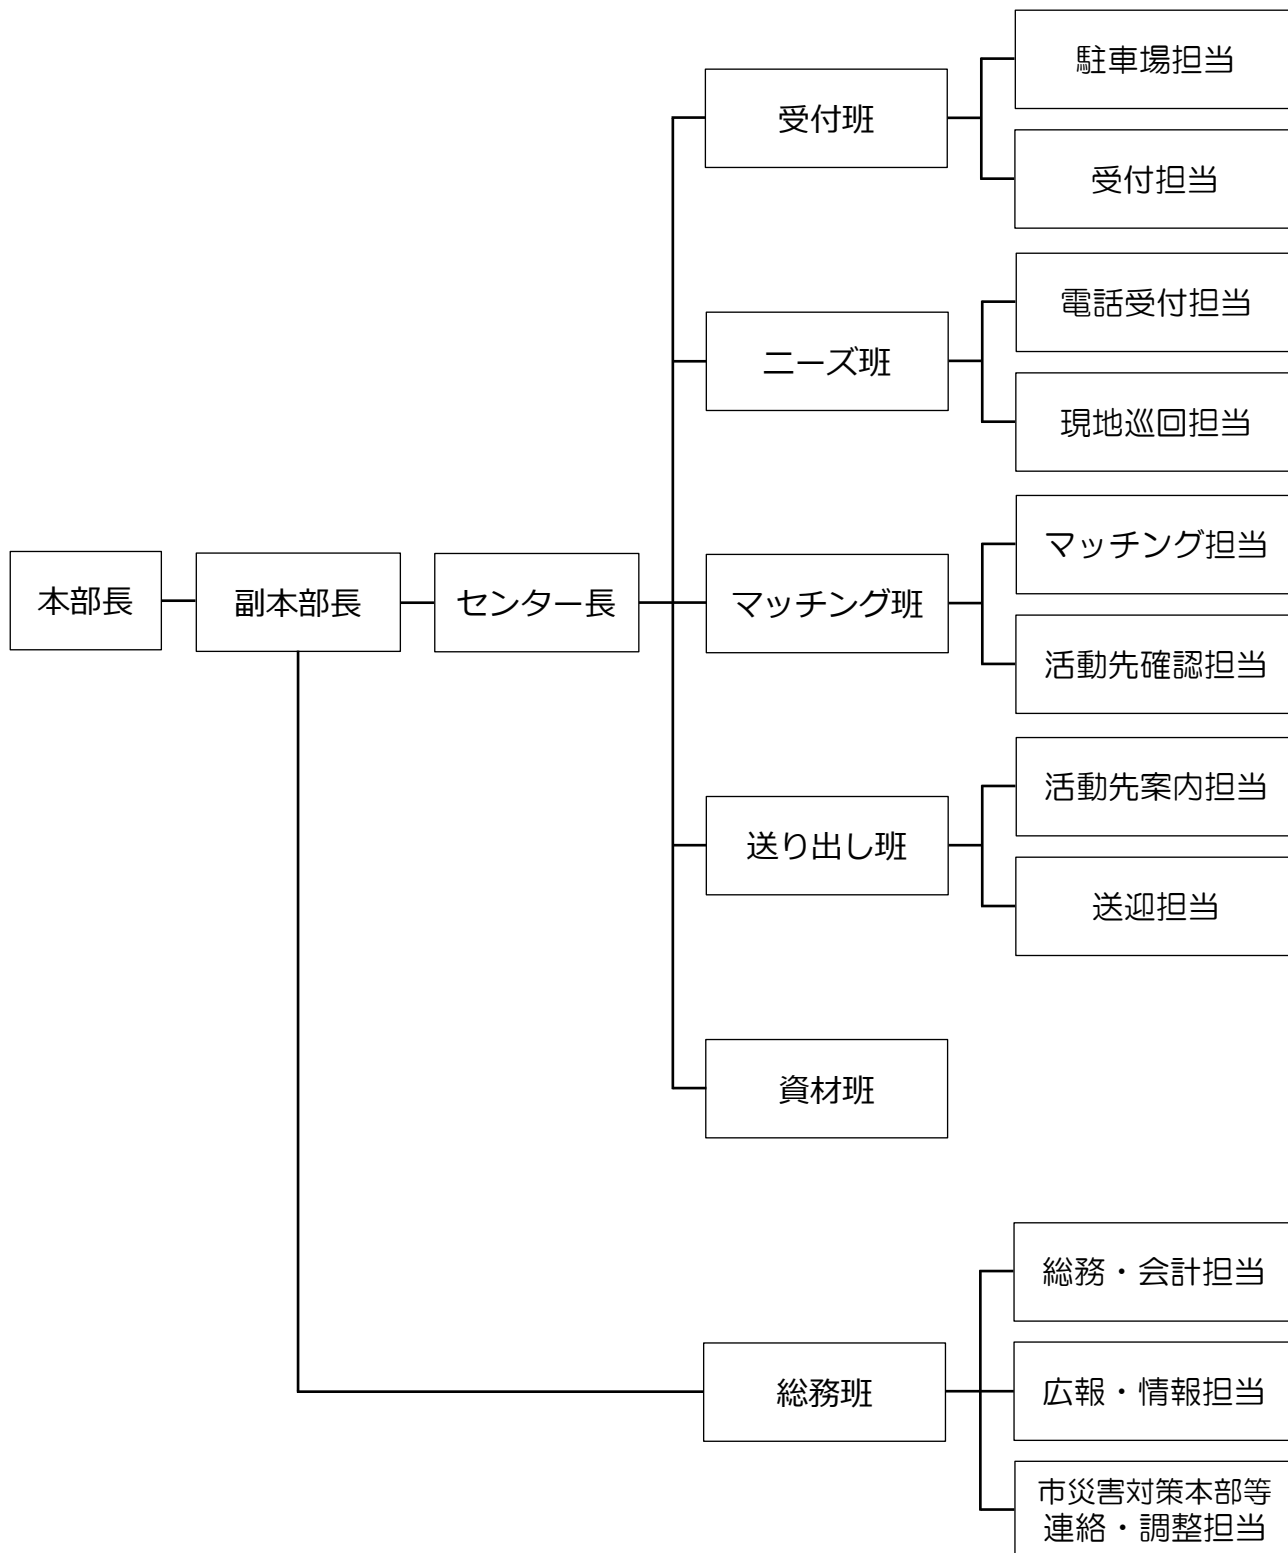 本部長
副本部長
センター長
受付班
駐車場担当
受付担当
ニーズ班
電話受付担当
現地巡回担当
マッチング班
マッチング担当
活動先確認担当
送り出し班
活動先案内担当
送迎担当
資材班
総務班
総務・会計担当
広報・情報担当
市災害対策本部等
連絡・調整担当